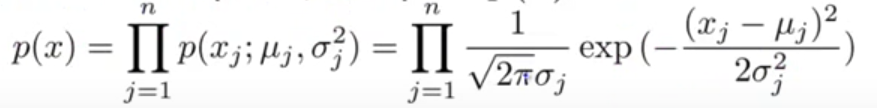 p(x) = ∏_{j=1}^{n} p(x_j; μ_j, σ_j^2) = ∏_{j=1}^{n} \frac{1}{\sqrt{2π}σ_j} exp(-\frac{(x_j - μ_j)^2}{2σ_j^2})